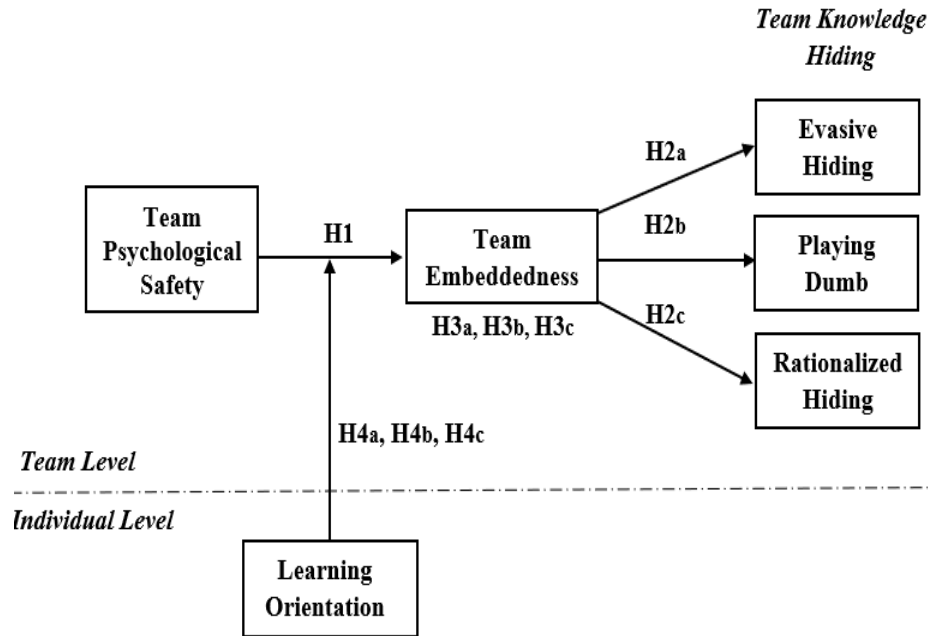 Team Knowledge
Hiding
Evasive
Hiding
H2a
Team
Psychological
Safety
H1
Team
Embeddedness
H2b
Playing
Dumb
H3a, H3b, H3c
H2c
Rationalized
Hiding
H4a, H4b, H4c
Team Level
Individual Level
Learning
Orientation